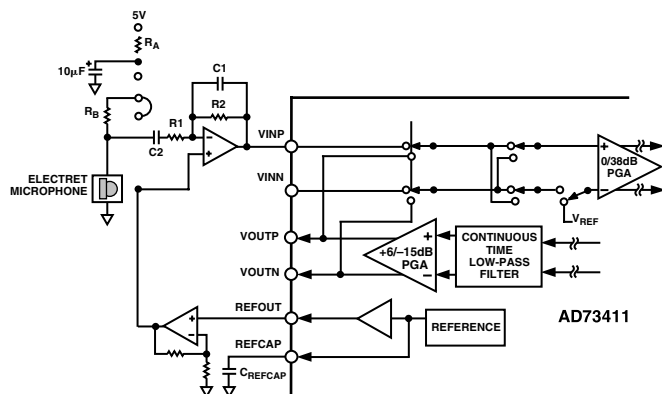 5V
RA
10µF
C1
R2
RB
R1
C2
VINP
VINN
ELECTRET
MICROPHONE
0/38dB
PGA
VREF
VOUTP
VOUTN
+6/–15dB
PGA
CONTINUOUS
TIME
LOW-PASS
FILTER
REFOUT
REFCAP
CREFCAP
REFERENCE
AD73411